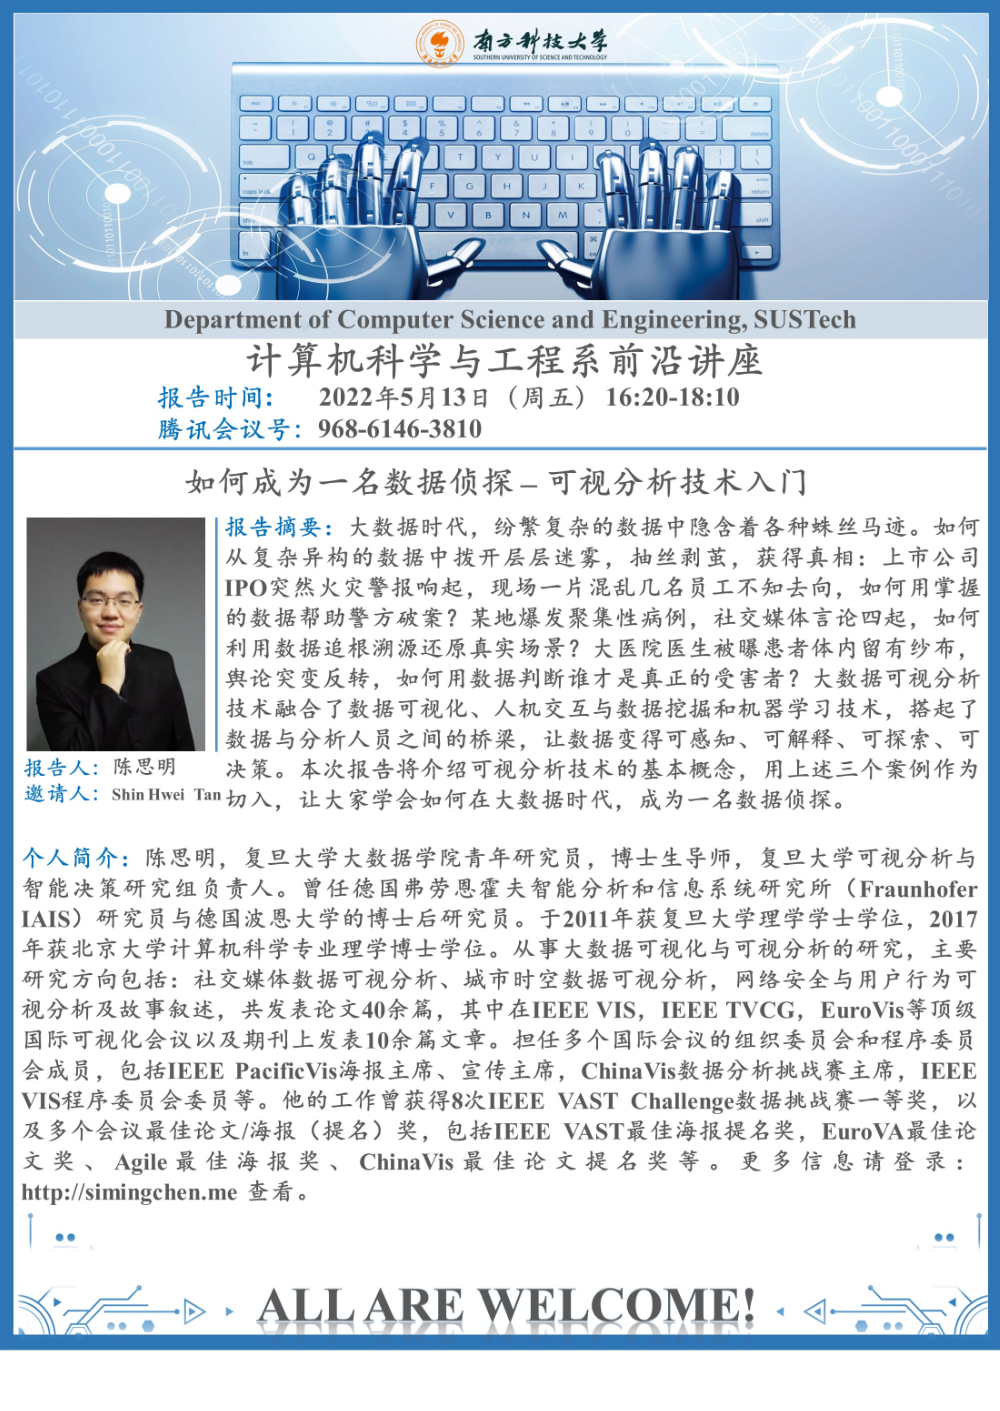 南方科技大学
SOUTHERN UNIVERSITY OF SCIENCE AND TECHNOLOGY
Department of Computer Science and Engineering, SUSTech
计算机科学与工程系前沿讲座
报告时间: 2022年5月13日（周五） 16:20-18:10
腾讯会议号: 968-6146-3810
如何成为一名数据侦探 – 可视分析技术入门
报告摘要：大数据时代，纷繁复杂的数据中隐含着各种蛛丝马迹。如何
从复杂异构的数据中拨开层层迷雾，抽丝剥茧，获得真相：上市公司
IPO突然火灾警报响起，现场一片混乱几名员工不知去向，如何用掌握
的数据帮助警方破案？某地爆发聚集性病例，社交媒体言论四起，如何
利用数据追根溯源还原真实场景？大医院医生被曝患者体内留有纱布，
舆论突变反转，如何用数据判断谁才是真正的受害者？大数据可视分析
技术融合了数据可视化、人机交互与数据挖掘和机器学习技术，搭起了
数据与分析人员之间的桥梁，让数据变得可感知、可解释、可探索、可
决策。本次报告将介绍可视分析技术的基本概念，用上述三个案例作为
切入，让大家学会如何在大数据时代，成为一名数据侦探。
报告人：陈思明
邀请人：Shin Hwei Tan
个人简介：陈思明，复旦大学大数据学院青年研究员，博士生导师，复旦大学可视分析与
智能决策研究组负责人。曾任德国弗劳恩霍夫智能分析和信息系统研究所（Fraunhofer
IAIS）研究员与德国波恩大学的博士后研究员。于2011年获复旦大学理学学士学位，2017
年获北京大学计算机科学专业理学博士学位。从事大数据可视化与可视分析的研究，主要
研究方向包括：社交媒体数据可视分析、城市时空数据可视分析，网络安全与用户行为可
视分析及故事叙述，共发表论文40余篇，其中在IEEE VIS，IEEE TVCG，EuroVis等顶级
国际可视化会议以及期刊上发表10余篇文章。担任多个国际会议的组织委员会和程序委员
会成员，包括IEEE PacificVis海报主席、宣传主席，ChinaVis数据分析挑战赛主席，IEEE
VIS程序委员会委员等。他的工作曾获得8次IEEE VAST Challenge数据挑战赛一等奖，以
及多个会议最佳论文/海报（提名）奖，包括IEEE VAST最佳海报提名奖，EuroVA最佳论
文奖、Agile最佳海报奖、ChinaVis最佳论文提名奖等。更多信息请登录：
http://simingchen.me 查看。
ALL ARE WELCOME!